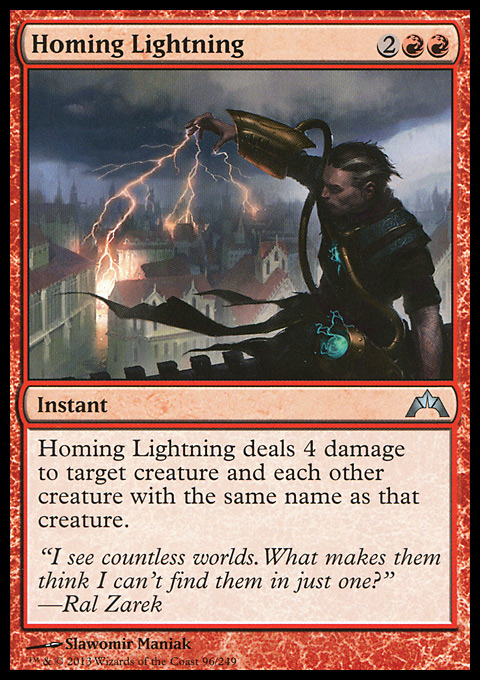 Homing Lightning 2
Instant
Homing Lightning deals 4 damage
to target creature and each other
creature with the same name as that
creature.
"I see countless worlds. What makes them
think I can't find them in just one?"
—Ral Zarek
Slawomir Maniak
™ & © 2013 Wizards of the Coast 96/249